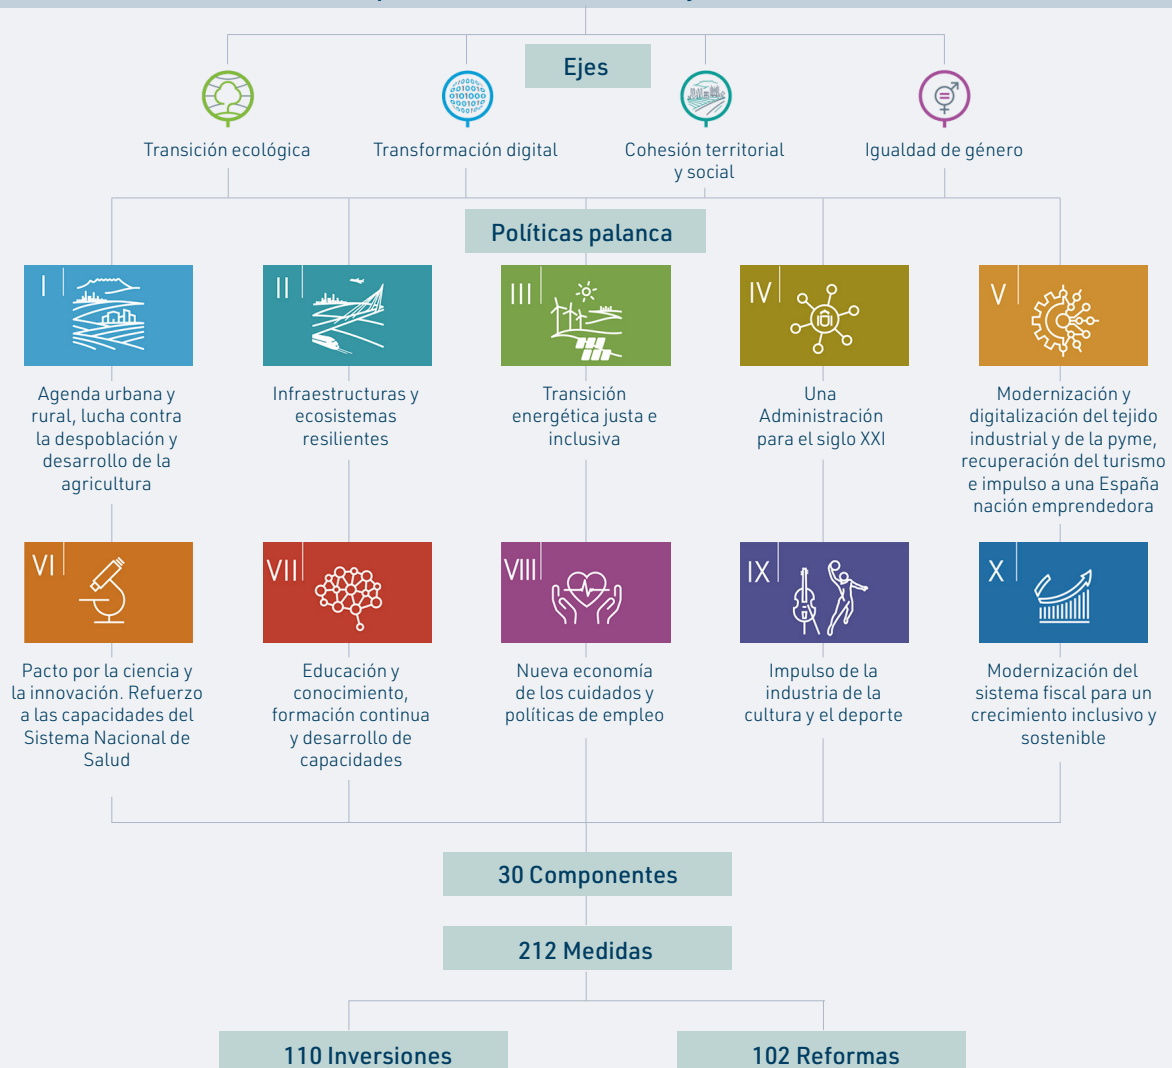 Ejes
Transición ecológica
Transformación digital
Cohesión territorial
y social
Igualdad de género
Políticas palanca
I
II
III
IV
V
Agenda urbana y
rural, lucha contra
la despoblación y
desarrollo de la
agricultura
Infraestructuras y
ecosistemas
resilientes
Transición
energética justa e
inclusiva
Una
Administración
para el siglo XXI
Modernización y
digitalización del tejido
industrial y de la pyme,
recuperación del turismo
e impulso a una España
nación emprendedora
VI
VII
VIII
IX
X
Pacto por la ciencia y
la innovación. Refuerzo
a las capacidades del
Sistema Nacional de
Salud
Educación y
conocimiento,
formación continua
y desarrollo de
capacidades
Nueva economía
de los cuidados y
políticas de empleo
Impulso de la
industria de la
cultura y el deporte
Modernización del
sistema fiscal para un
crecimiento inclusivo y
sostenible
30 Componentes
212 Medidas
110 Inversiones
102 Reformas